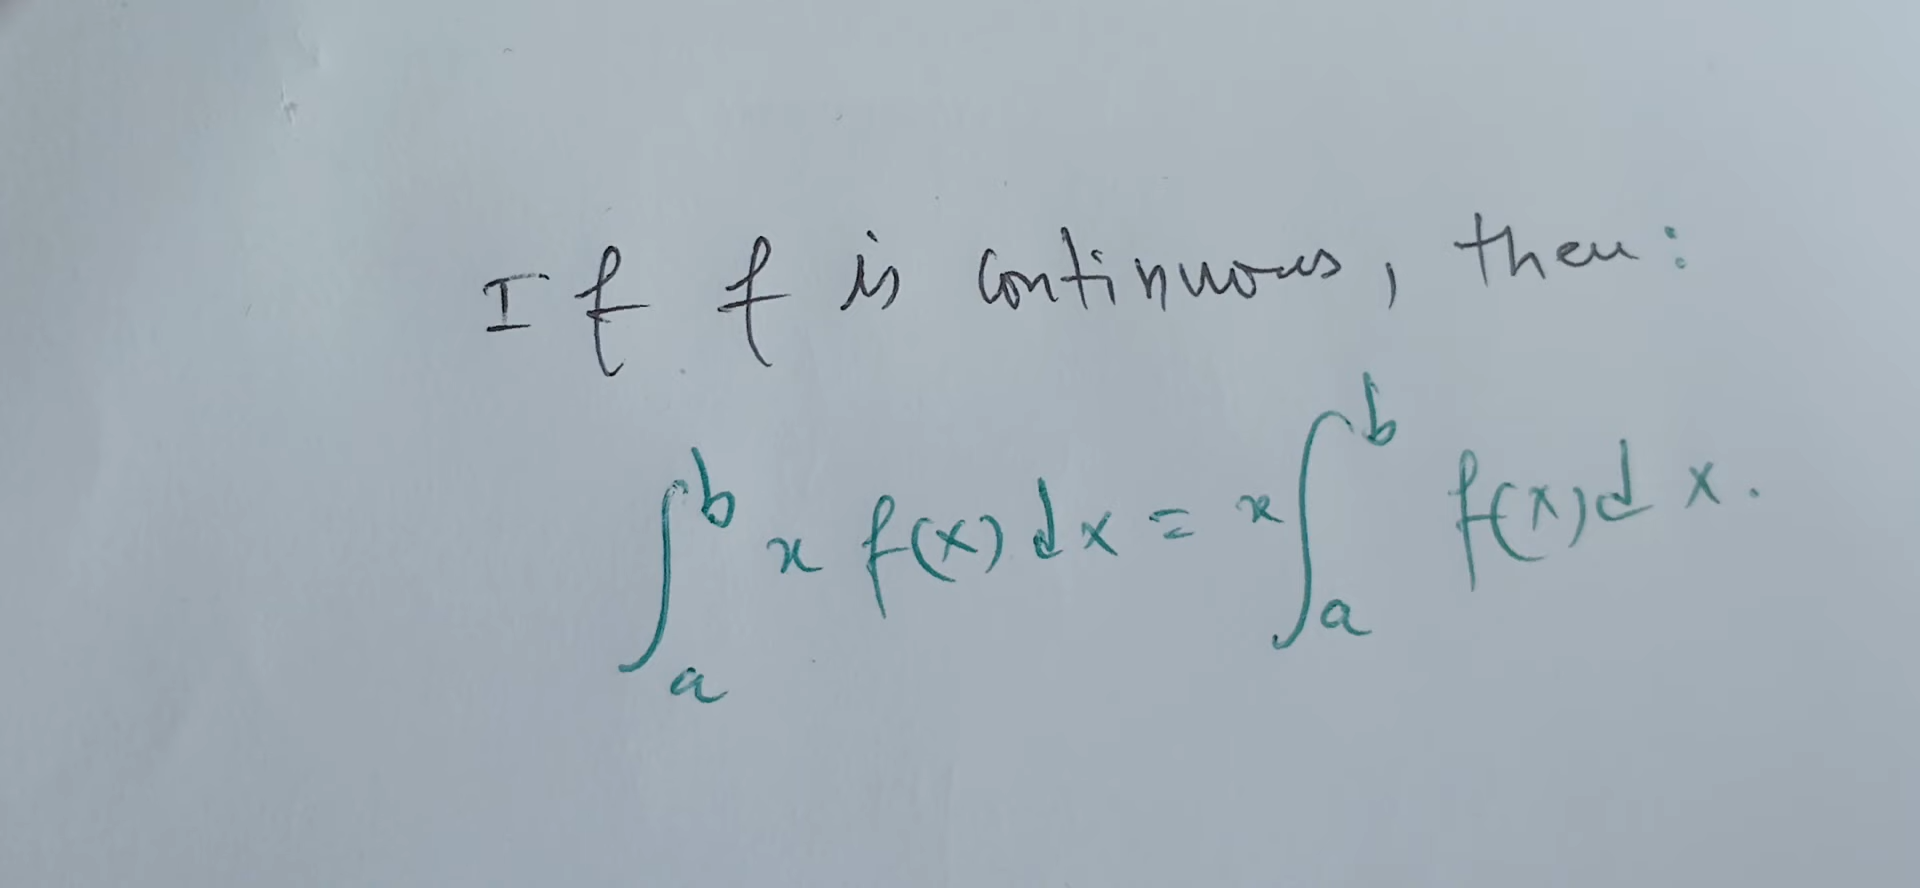 If f is continuous, then:
∫_a^b x f(x) dx = x ∫_a^b f(x) dx.